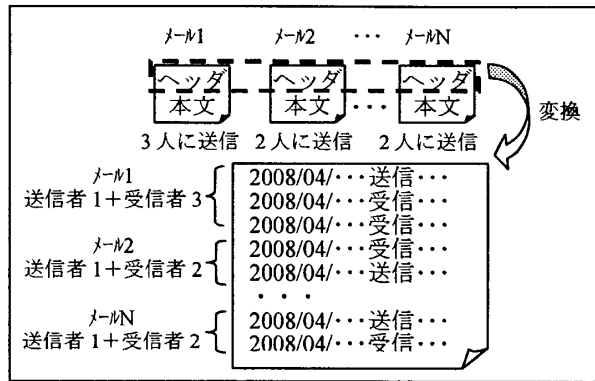 メール1 メール2 ・・・ メールN
ヘッダ ヘッダ ヘッダ
本文 本文 ・・・ 本文
変換
3人に送信 2人に送信 2人に送信
メール1
送信者1+受信者3
2008/04/・・・送信・・・
2008/04/・・・受信・・・
2008/04/・・・受信・・・
メール2
送信者1+受信者2
2008/04/・・・受信・・・
2008/04/・・・送信・・・
・・・
メールN
送信者1+受信者2
2008/04/・・・送信・・・
2008/04/・・・受信・・・